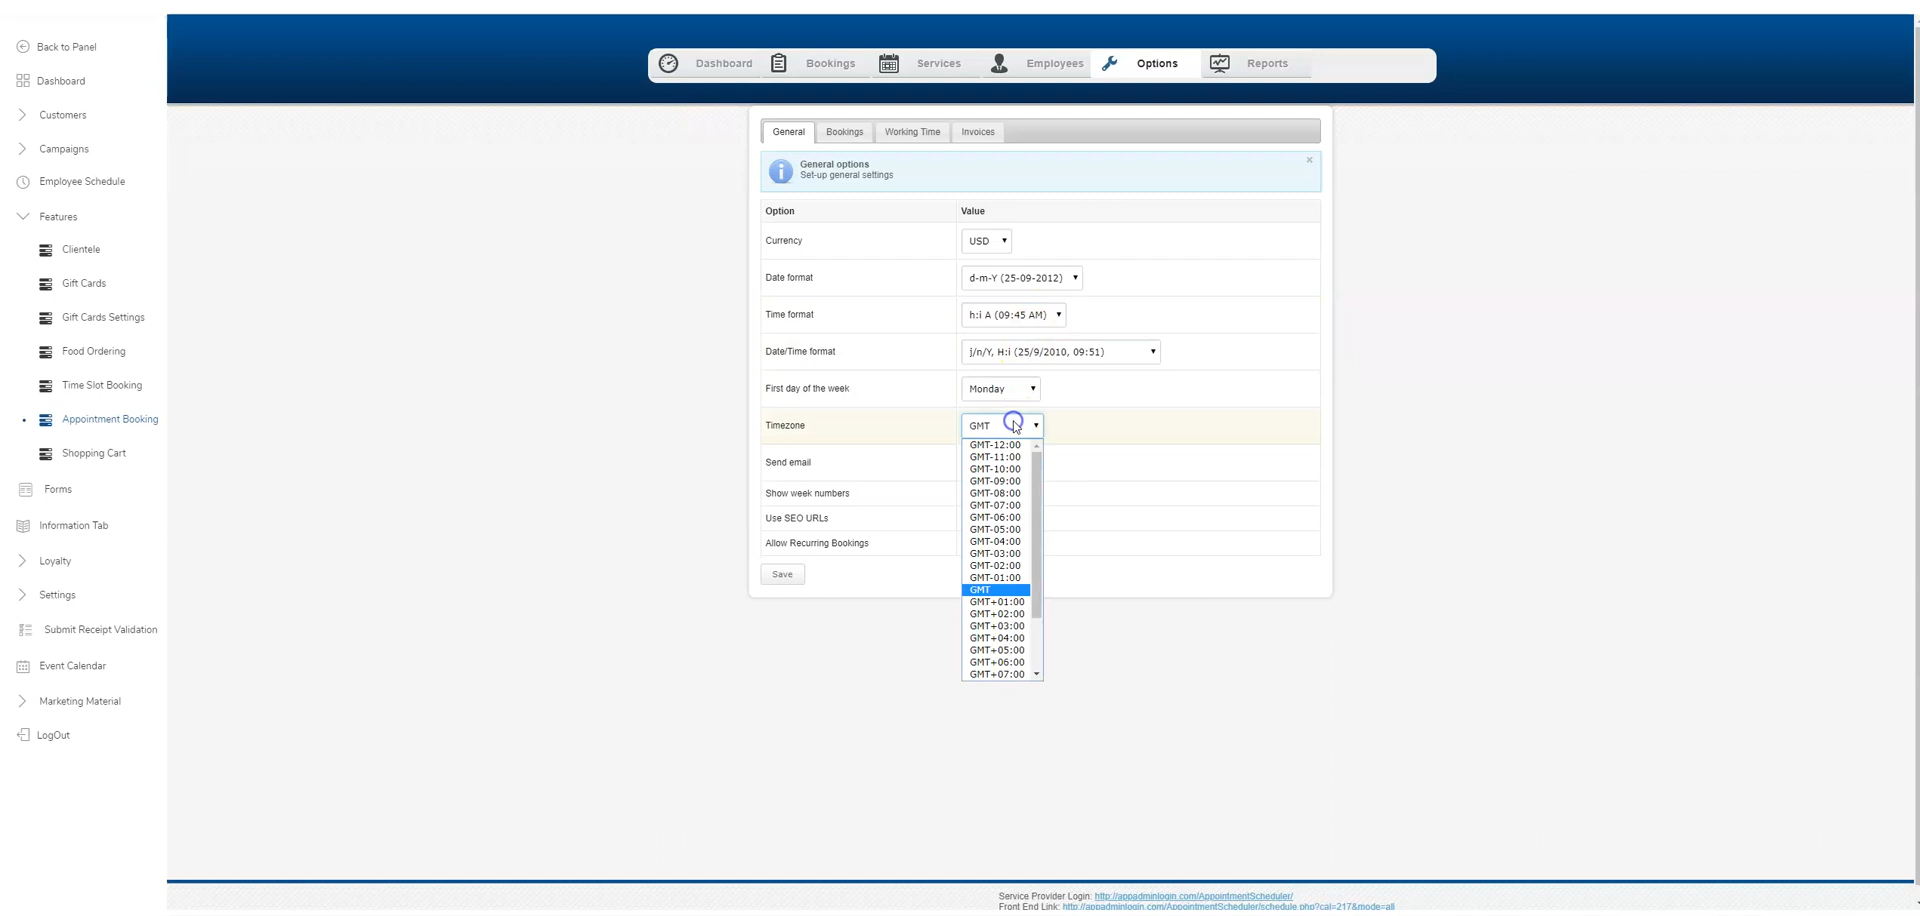 Back to Panel
Dashboard
Customers
Campaigns
Employee Schedule
Features
Clientele
Gift Cards
Gift Cards Settings
Food Ordering
Time Slot Booking
Appointment Booking
Shopping Cart
Forms
Information Tab
Loyalty
Settings
Submit Receipt Validation
Event Calendar
Marketing Material
LogOut
Dashboard Bookings Services Employees Options Reports
General Bookings Working Time Invoices
General options
Set-up general settings
Option Value
Currency USD
Date format d-m-Y (25-09-2012)
Time format h:i A (09:45 AM)
Date/Time format j/n/Y, H:i (25/9/2010, 09:51)
First day of the week Monday
Timezone GMT
Send email
Show week numbers
Use SEO URLs
Allow Recurring Bookings
Save
GMT-12:00
GMT-11:00
GMT-10:00
GMT-09:00
GMT-08:00
GMT-07:00
GMT-06:00
GMT-05:00
GMT-04:00
GMT-03:00
GMT-02:00
GMT-01:00
GMT
GMT+01:00
GMT+02:00
GMT+03:00
GMT+04:00
GMT+05:00
GMT+06:00
GMT+07:00
Service Provider Login: http://appadminlogin.com/AppointmentScheduler/
Front End Link: http://appadminlogin.com/AppointmentScheduler/schedule.php?cal=217&mode=all